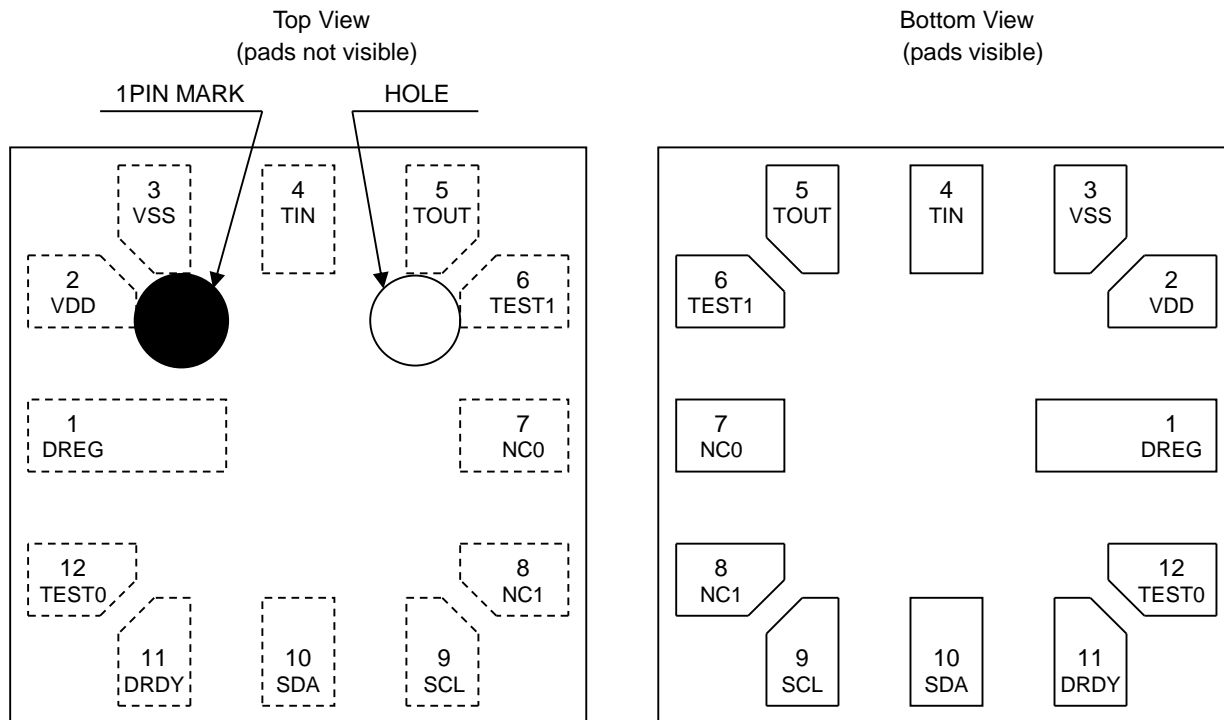 Top View
(pads not visible)
1PIN MARK
HOLE
3
VSS
4
TIN
5
TOUT
2
VDD
6
TEST1
1
DREG
7
NC0
12
TEST0
8
NC1
11
DRDY
10
SDA
9
SCL
Bottom View
(pads visible)
5
TOUT
4
TIN
3
VSS
6
TEST1
2
VDD
7
NC0
1
DREG
8
NC1
12
TEST0
9
SCL
10
SDA
11
DRDY